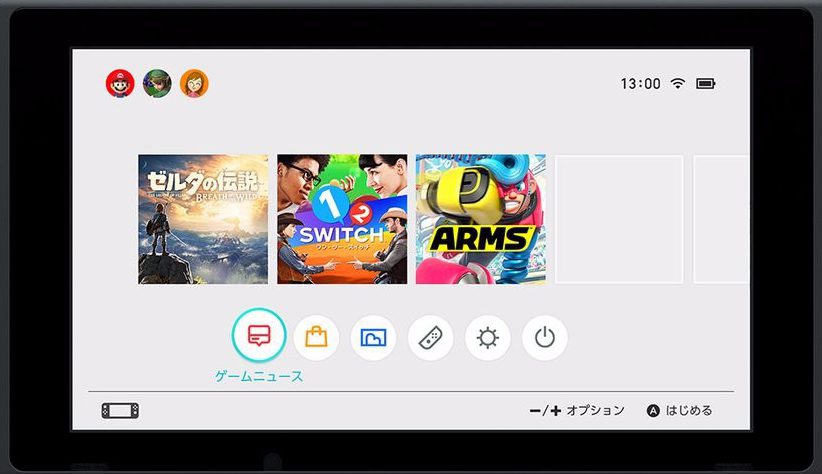 13:00
ゼルダの伝説
BREATH OF THE WILD
1 2
SWITCH
ワン・ツー・スイッチ
ARMS
ゲームニュース
−/+ オプション
A はじめる